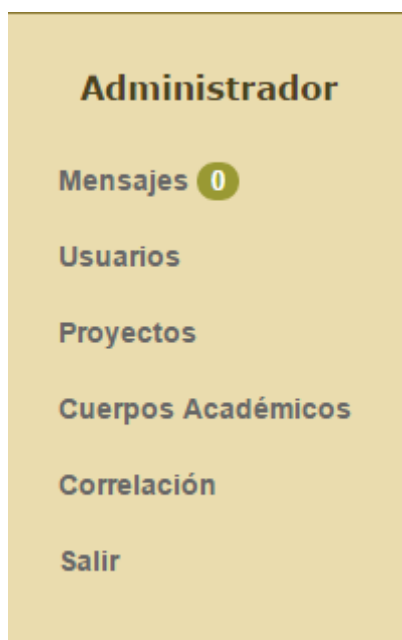 Administrador
Mensajes 0
Usuarios
Proyectos
Cuerpos Académicos
Correlación
Salir